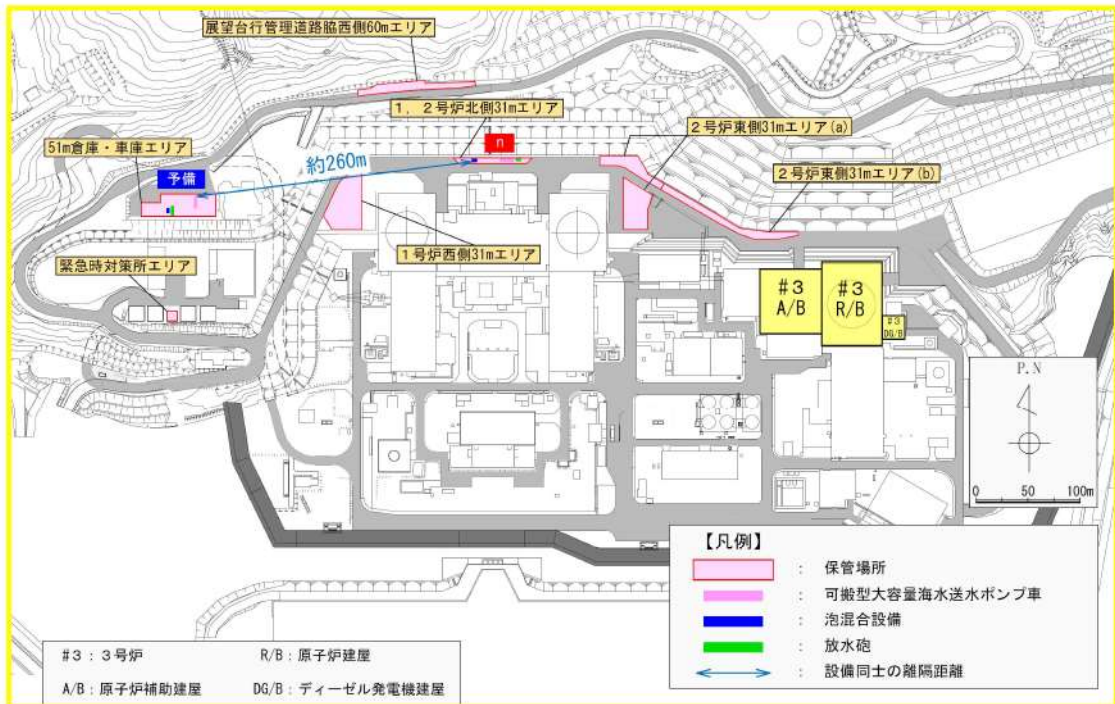 展望台行管理道路脇西側60mエリア
1，2号炉北側31mエリア
n
2号炉東側31mエリア(a)
51m倉庫・車庫エリア
約260m
予備
2号炉東側31mエリア(b)
1号炉西側31mエリア
緊急時対策所エリア
#3
A/B
#3
R/B
#3
DG/B
P.N
0 50 100m
【凡例】
： 保管場所
： 可搬型大容量海水送水ポンプ車
： 泡混合設備
： 放水砲
： 設備同士の離隔距離
#3：3号炉 R/B：原子炉建屋
A/B：原子炉補助建屋 DG/B：ディーゼル発電機建屋